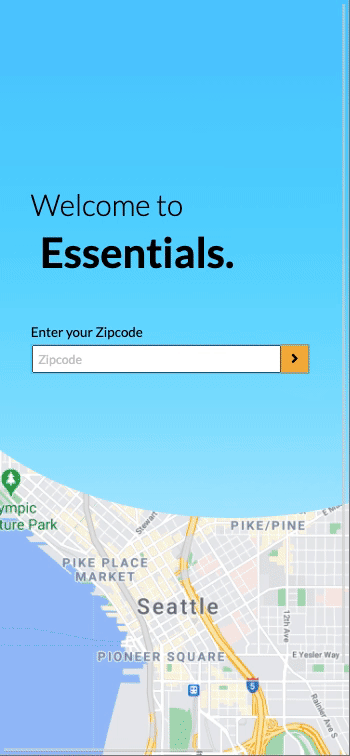 Welcome to
Essentials.
Enter your Zipcode
Zipcode
ympic
ture Park
Stewart
E M
PIKE/PINE
PIKE PLACE
MARKET
Seattle
12th Ave
PIONEER SQUARE
E Yesler Way
5
Rainier Ave S